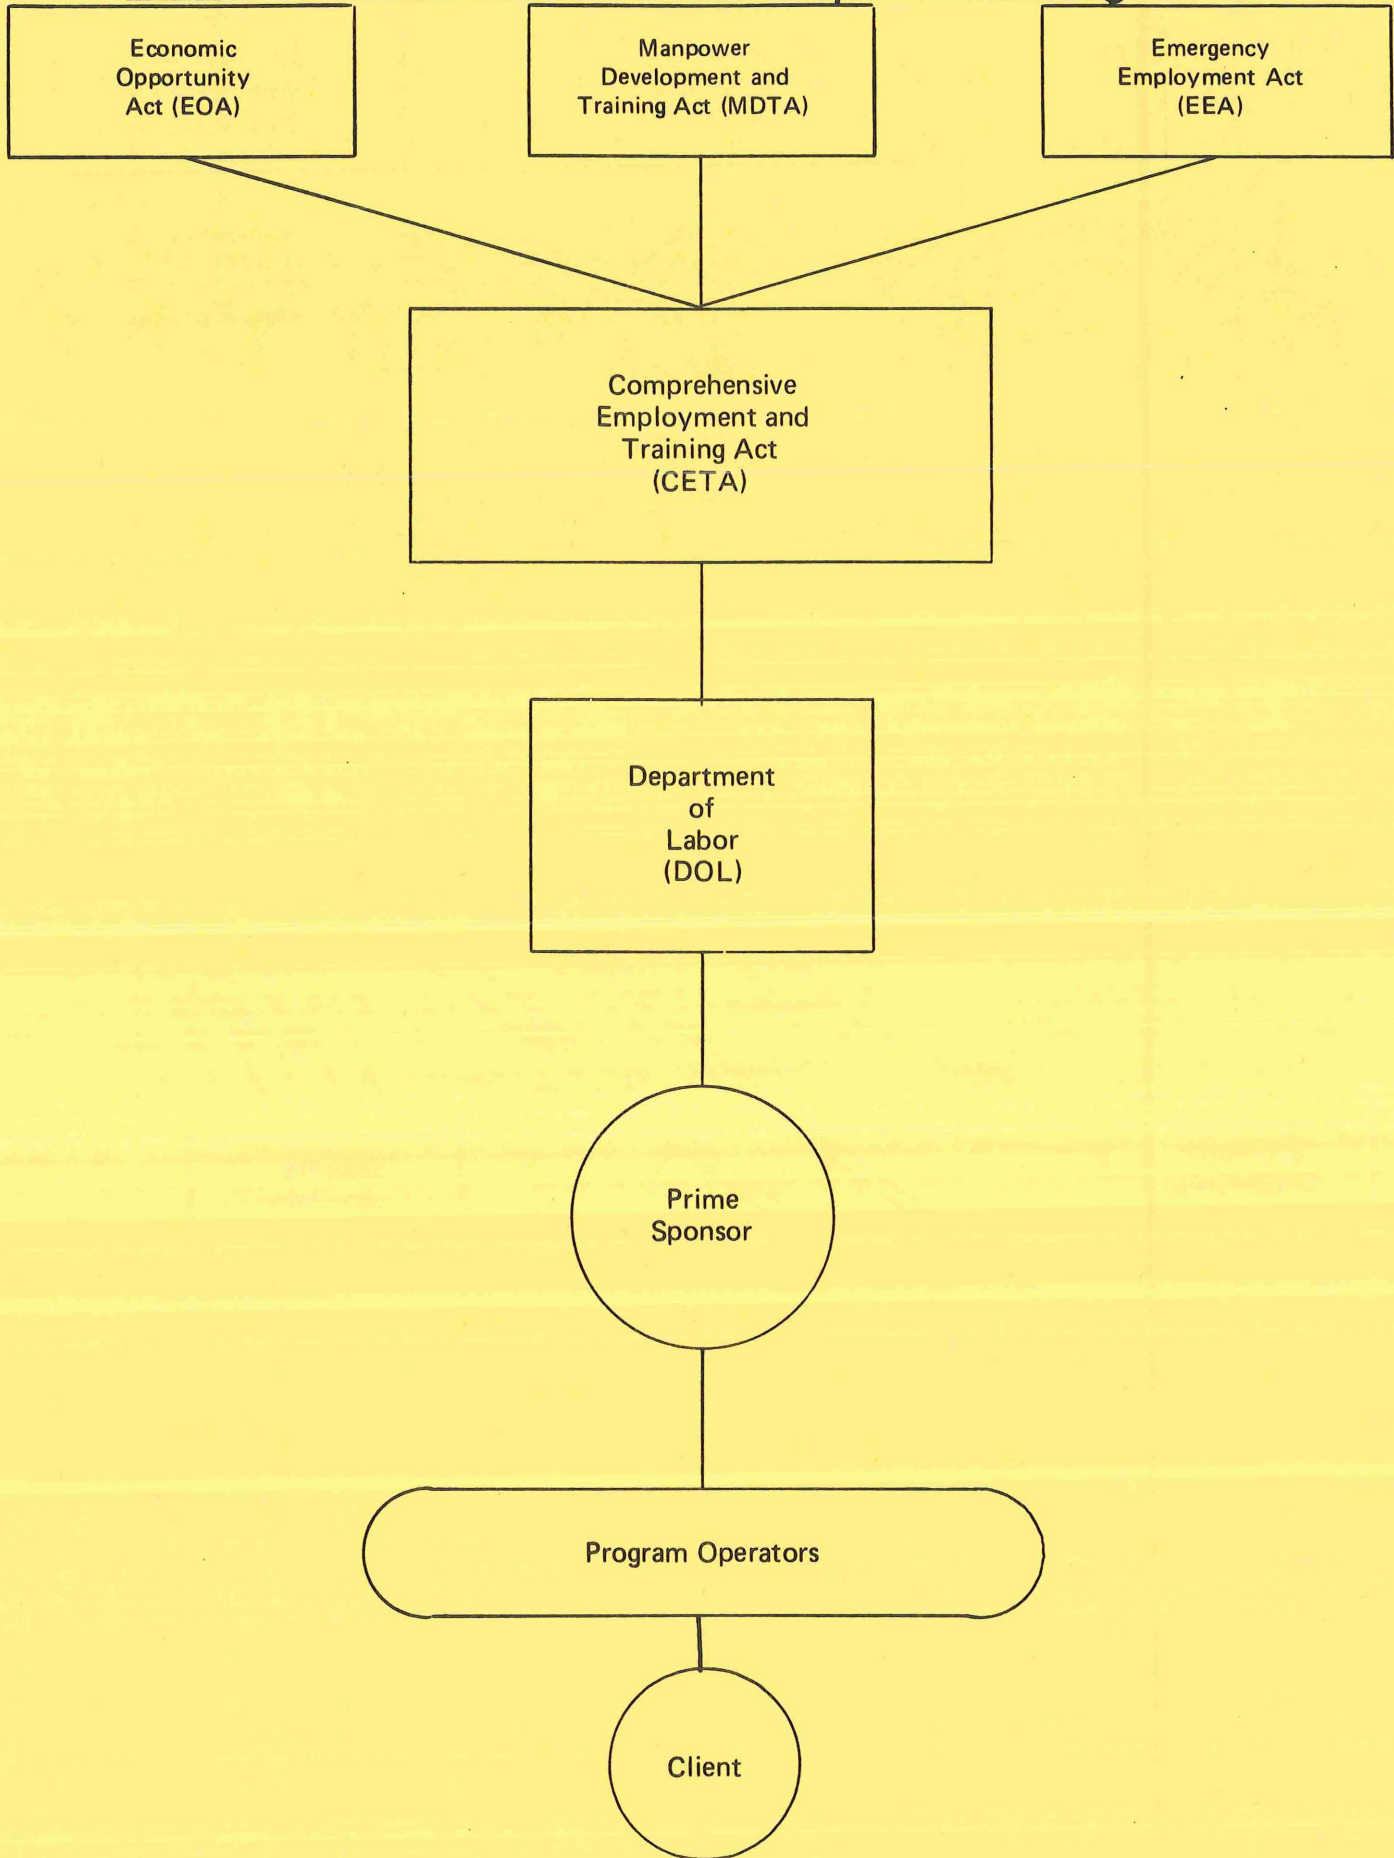 Economic
Opportunity
Act (EOA)
Manpower
Development and
Training Act (MDTA)
Emergency
Employment Act
(EEA)
Comprehensive
Employment and
Training Act
(CETA)
Department
of
Labor
(DOL)
Prime
Sponsor
Program Operators
Client